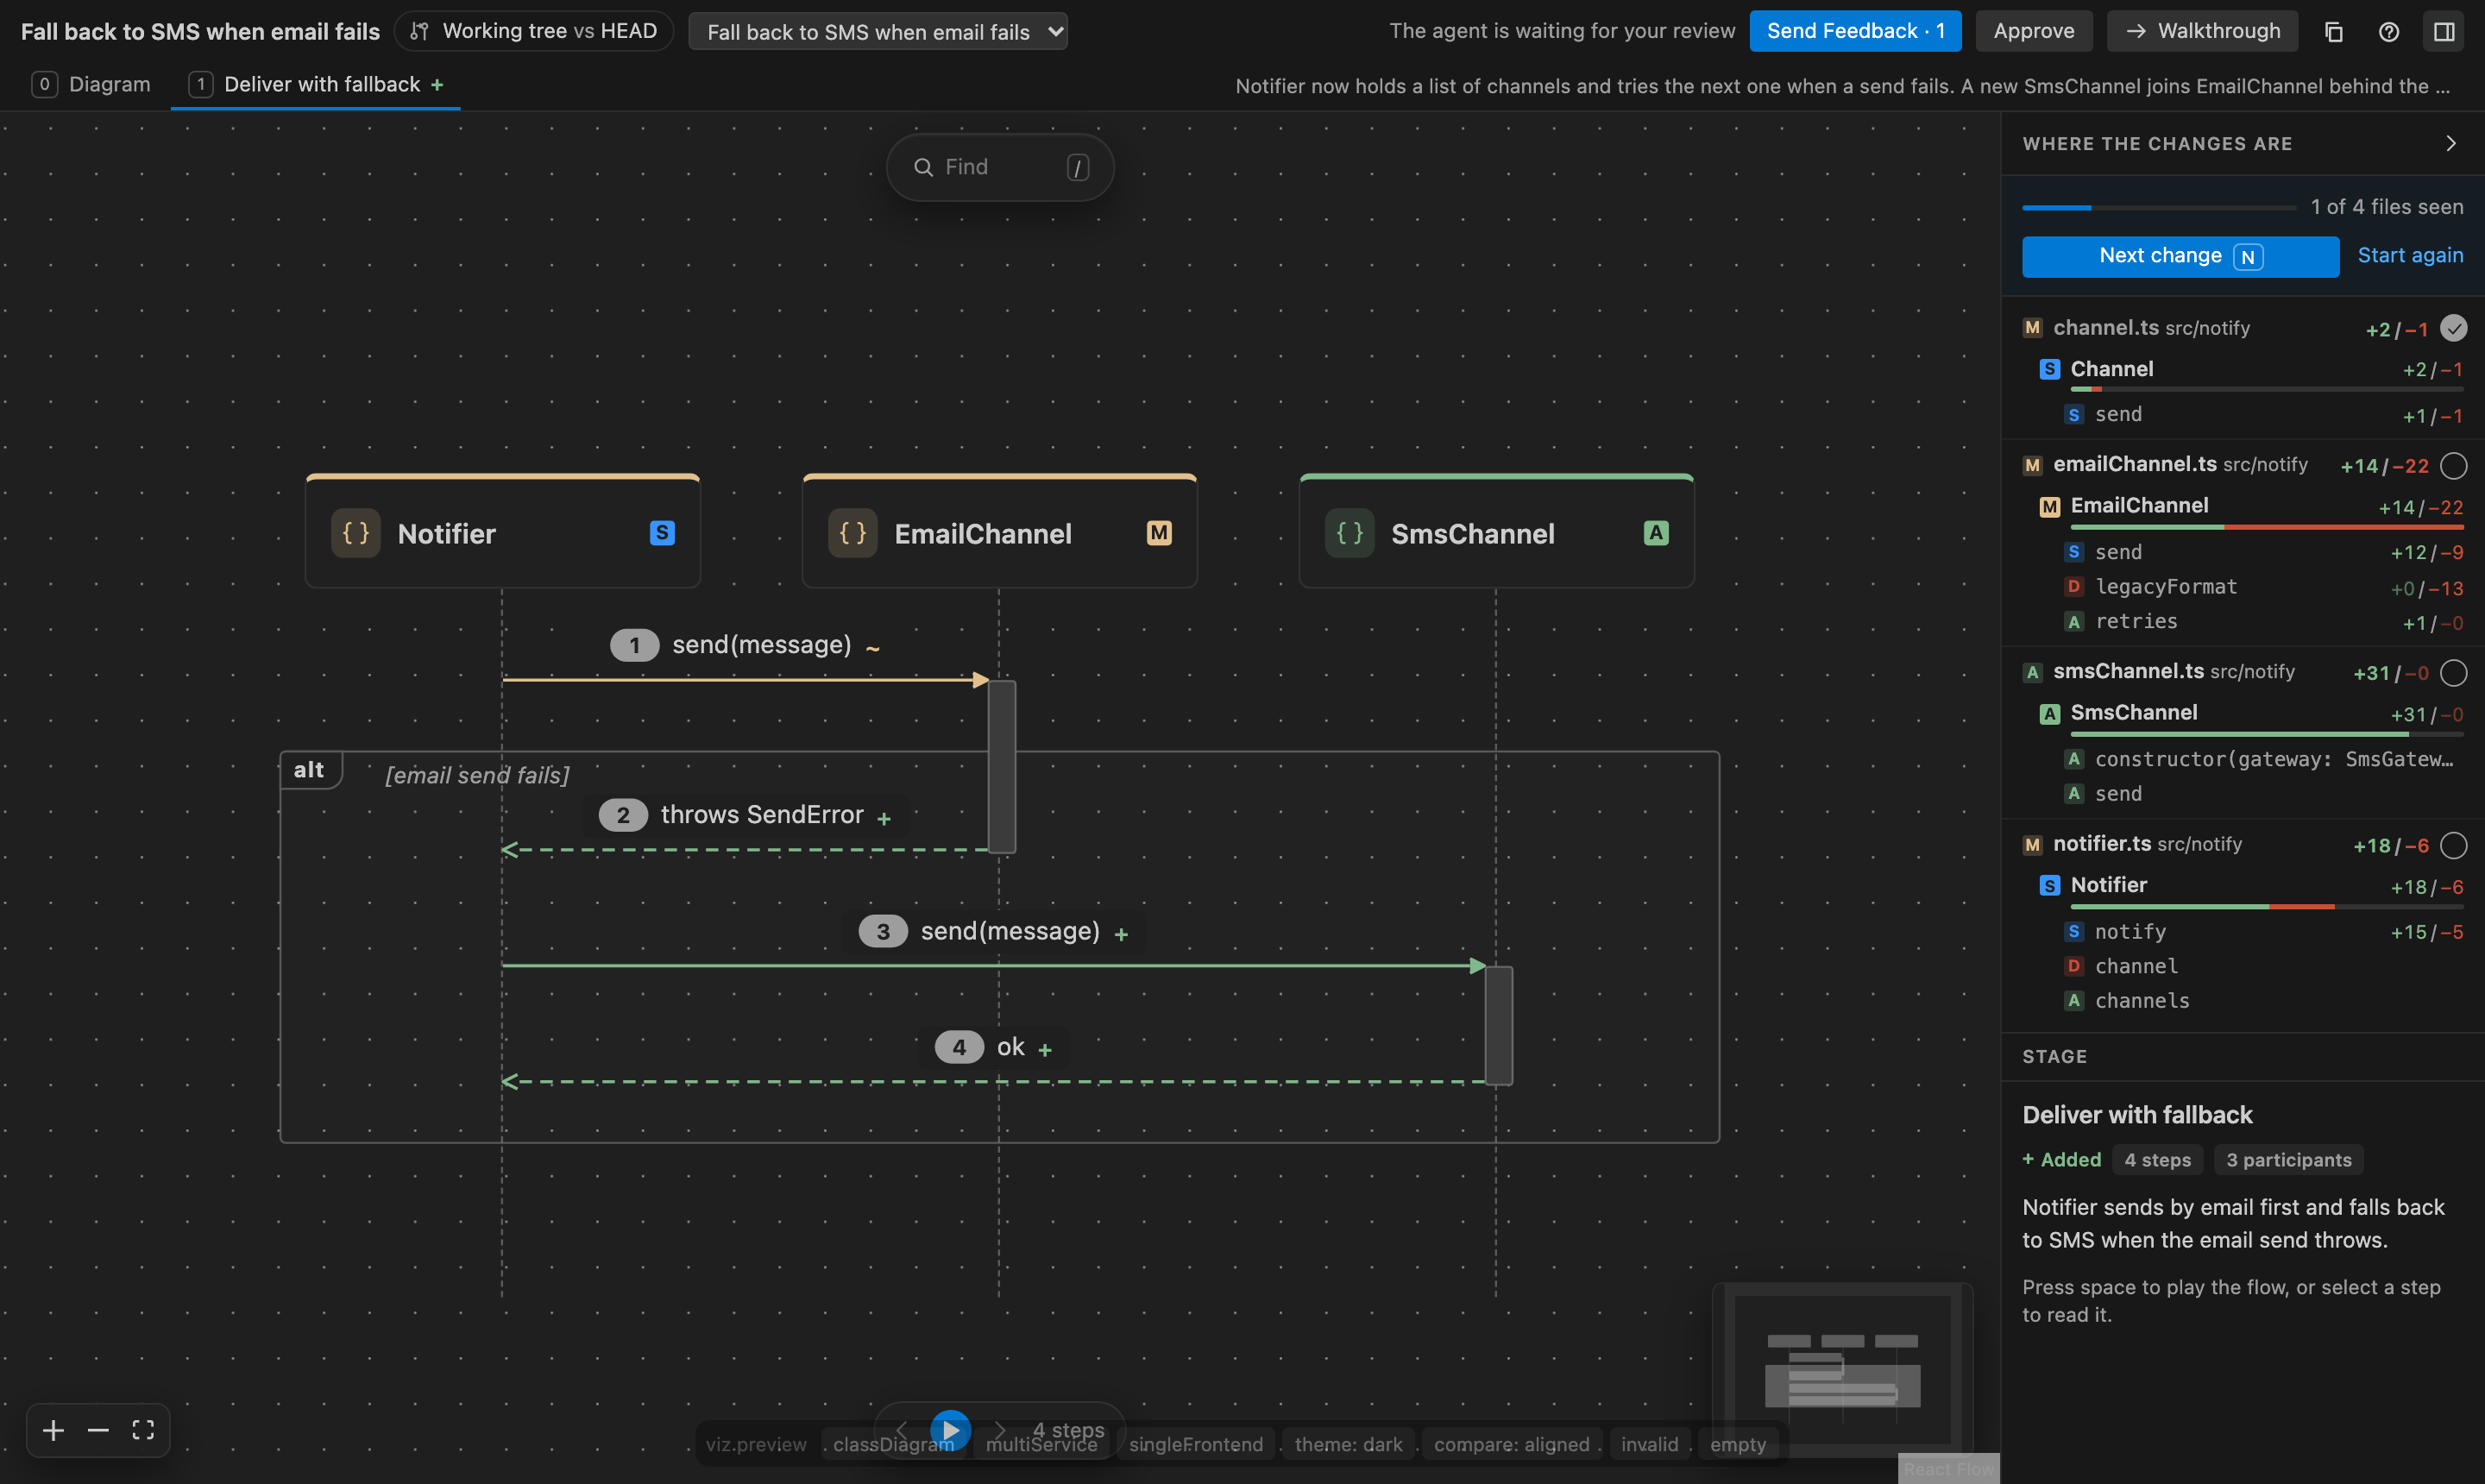 Fall back to SMS when email fails
Working tree vs HEAD
Fall back to SMS when email fails
The agent is waiting for your review
Send Feedback · 1
Approve
→ Walkthrough
0 Diagram
1 Deliver with fallback +
Notifier now holds a list of channels and tries the next one when a send fails. A new SmsChannel joins EmailChannel behind the ...
Find /
{} Notifier S
{} EmailChannel M
{} SmsChannel A
1 send(message) ~
alt [email send fails]
2 throws SendError +
3 send(message) +
4 ok +
4 steps
viz.preview classDiagram multiService singleFrontend theme: dark compare: aligned invalid empty
React Flow
WHERE THE CHANGES ARE
1 of 4 files seen
Next change N
Start again
M channel.ts src/notify +2/−1
S Channel +2/−1
S send +1/−1
M emailChannel.ts src/notify +14/−22
M EmailChannel +14/−22
S send +12/−9
D legacyFormat +0/−13
A retries +1/−0
A smsChannel.ts src/notify +31/−0
A SmsChannel +31/−0
A constructor(gateway: SmsGatew...
A send
M notifier.ts src/notify +18/−6
S Notifier +18/−6
S notify +15/−5
D channel
A channels
STAGE
Deliver with fallback
+ Added 4 steps 3 participants
Notifier sends by email first and falls back
to SMS when the email send throws.
Press space to play the flow, or select a step
to read it.